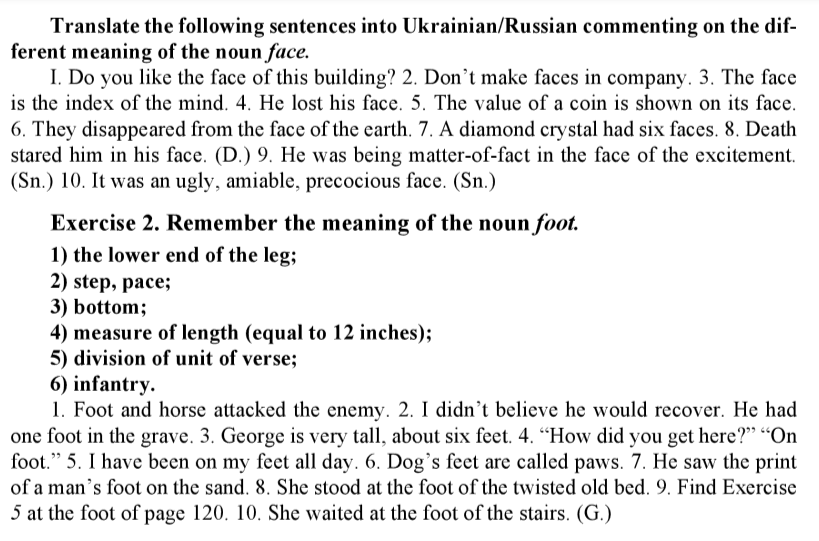 Translate the following sentences into Ukrainian/Russian commenting on the dif-
ferent meaning of the noun face.
I. Do you like the face of this building? 2. Don’t make faces in company. 3. The face
is the index of the mind. 4. He lost his face. 5. The value of a coin is shown on its face.
6. They disappeared from the face of the earth. 7. A diamond crystal had six faces. 8. Death
stared him in his face. (D.) 9. He was being matter-of-fact in the face of the excitement.
(Sn.) 10. It was an ugly, amiable, precocious face. (Sn.)
Exercise 2. Remember the meaning of the noun foot.
1) the lower end of the leg;
2) step, pace;
3) bottom;
4) measure of length (equal to 12 inches);
5) division of unit of verse;
6) infantry.
1. Foot and horse attacked the enemy. 2. I didn’t believe he would recover. He had
one foot in the grave. 3. George is very tall, about six feet. 4. “How did you get here?” “On
foot.” 5. I have been on my feet all day. 6. Dog’s feet are called paws. 7. He saw the print
of a man’s foot on the sand. 8. She stood at the foot of the twisted old bed. 9. Find Exercise
5 at the foot of page 120. 10. She waited at the foot of the stairs. (G.)